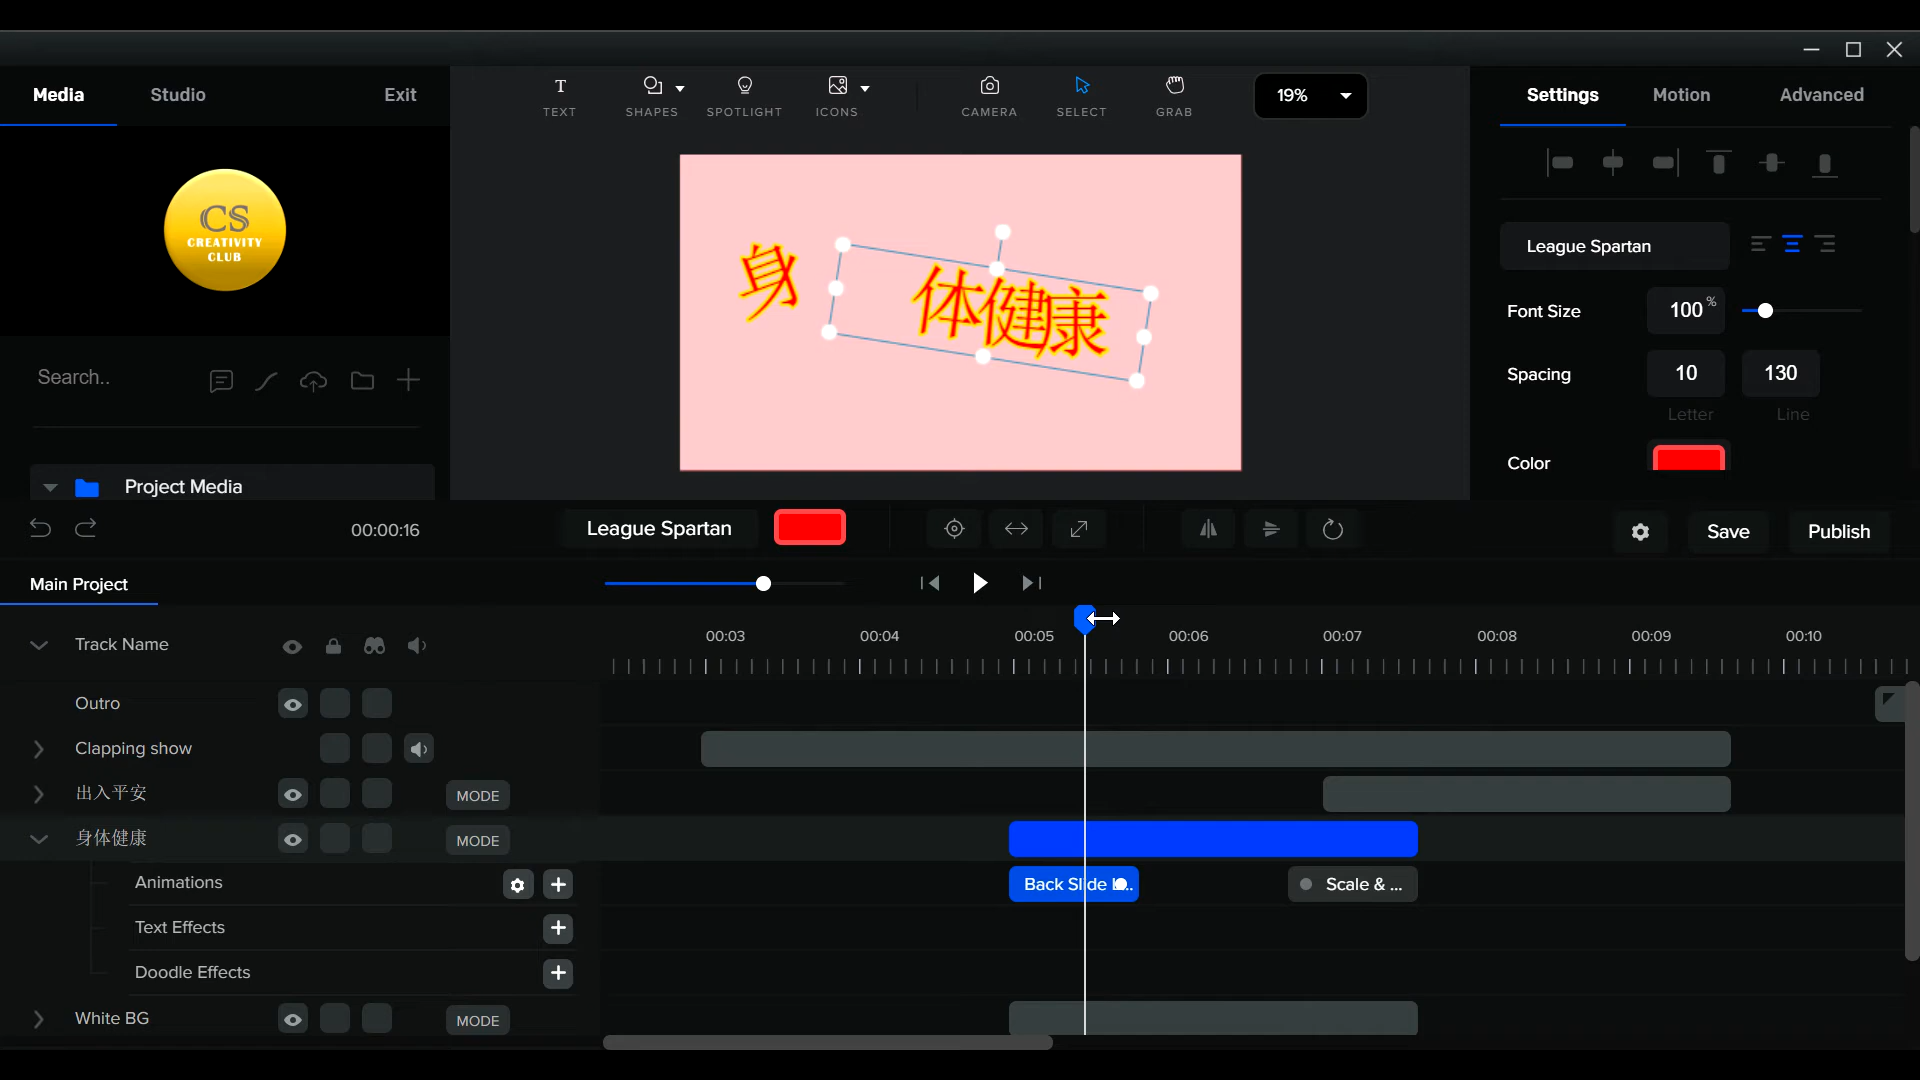 Media
Studio
Exit
TEXT
SHAPES
SPOTLIGHT
ICONS
CAMERA
SELECT
GRAB
19%
Settings
Motion
Advanced
CS
CREATIVITY
CLUB
身体健康
League Spartan
Font Size
100 %
Spacing
10
130
Letter
Line
Color
Search..
Project Media
00:00:16
League Spartan
Save
Publish
Main Project
Track Name
00:03
00:04
00:05
00:06
00:07
00:08
00:09
00:10
Outro
Clapping show
出入平安
MODE
身体健康
MODE
Animations
Back Slide I...
Scale & ...
Text Effects
Doodle Effects
White BG
MODE